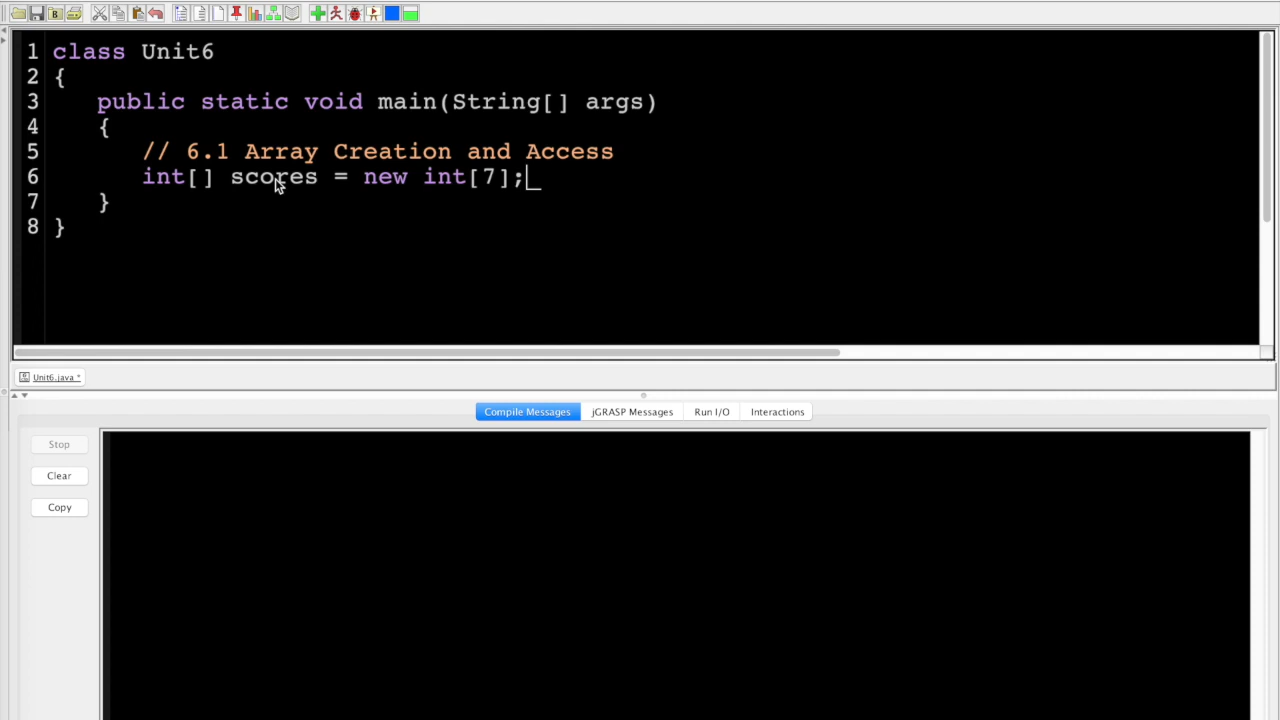 1 class Unit6
2 {
3 public static void main(String[] args)
4 {
5 // 6.1 Array Creation and Access
6 int[] scores = new int[7];
7 }
8 }
Unit6.java *
Compile Messages jGRASP Messages Run I/O Interactions
Stop
Clear
Copy